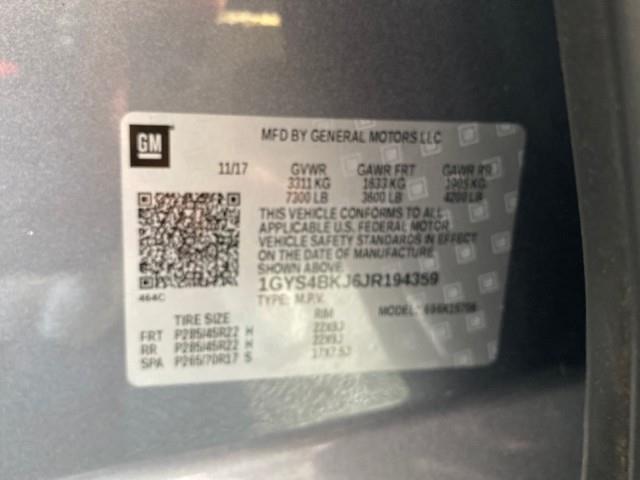 GM
MFD BY GENERAL MOTORS LLC
11/17 GVWR GAWR FRT GAWR RR
3311 KG 1633 KG 1905 KG
7300 LB 3600 LB 4200 LB
THIS VEHICLE CONFORMS TO ALL
APPLICABLE U.S. FEDERAL MOTOR
VEHICLE SAFETY STANDARDS IN EFFECT
ON THE DATE OF MANUFACTURE
SHOWN ABOVE.
1GYS4BKJ6JR194359
464C
TYPE: M.P.V. MODEL:
TIRE SIZE RIM
FRT P285/45R22 H 22X9J
RR P285/45R22 H 22X9J
SPA P265/70R17 S 17X7.5J